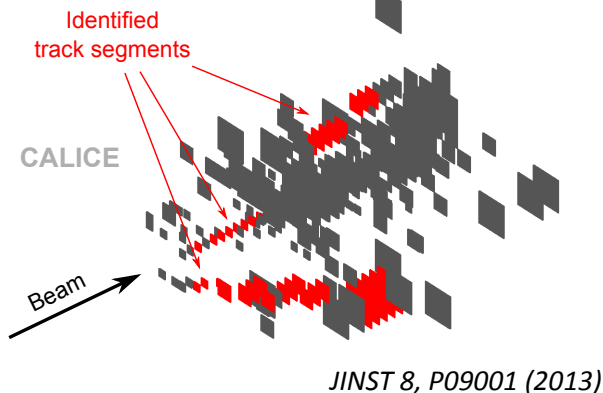 Identified
track segments
CALICE
Beam
JINST 8, P09001 (2013)